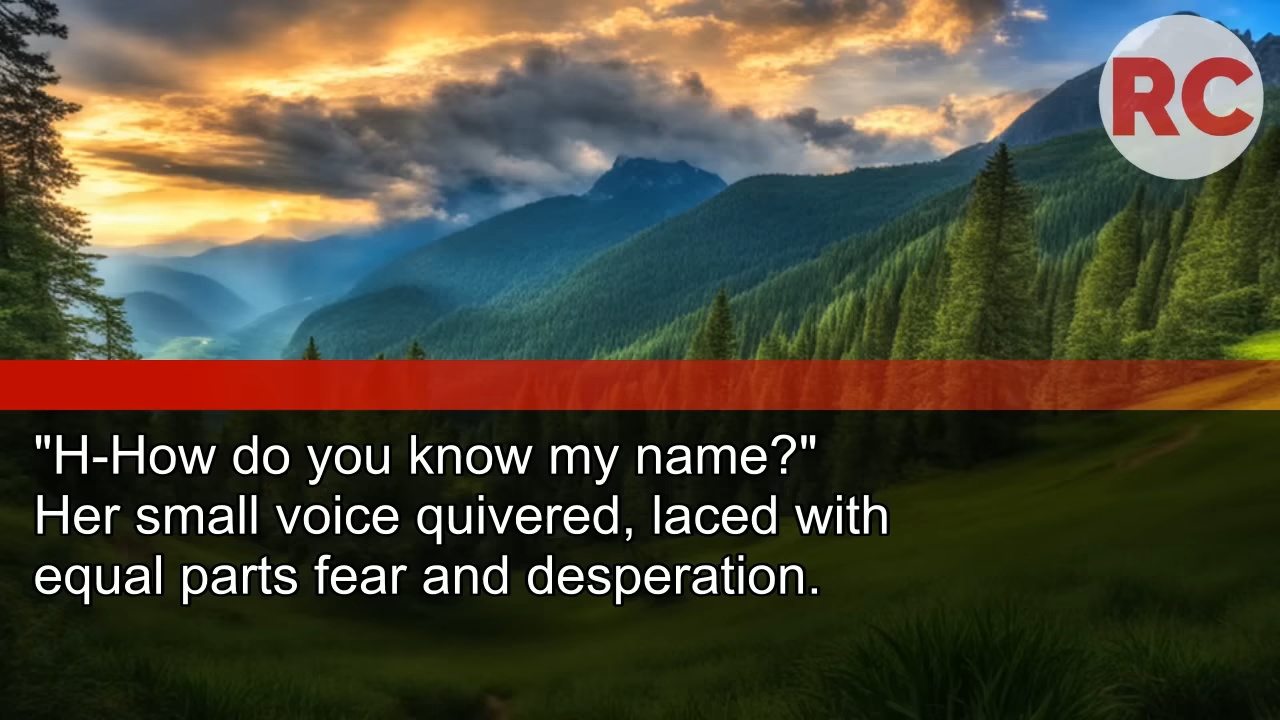 RC
"H-How do you know my name?"
Her small voice quivered, laced with
equal parts fear and desperation.